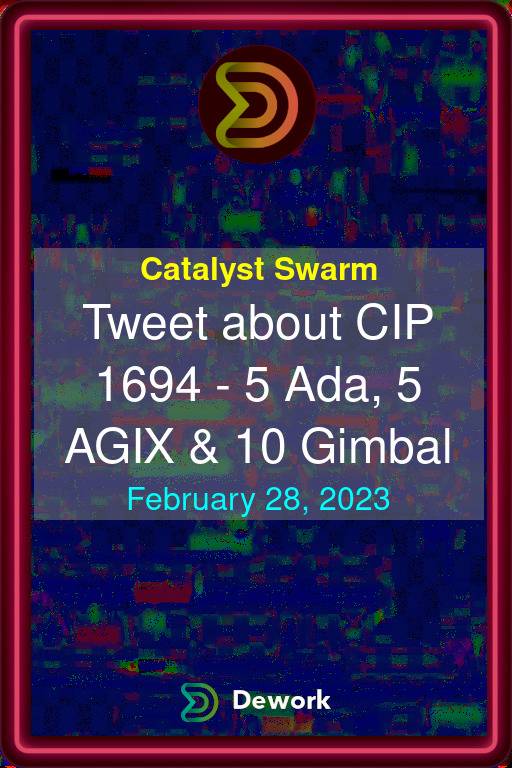 Catalyst Swarm
Tweet about CIP
1694 - 5 Ada, 5
AGIX & 10 Gimbal
February 28, 2023
Dework